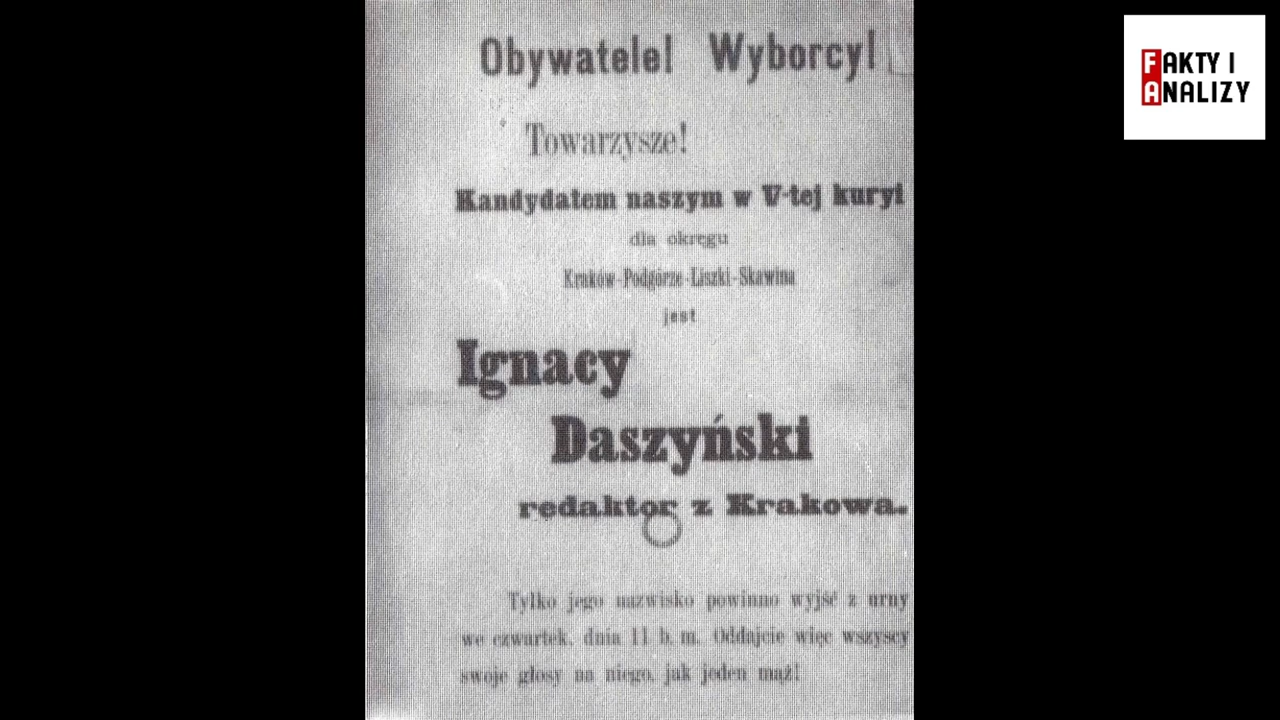 Obywatele! Wyborcy!
Towarzysze!
Kandydatem naszym w V-tej kuryi
dla okręgu
Kraków-Podgórze-Liszki-Skawina
jest
Ignacy
Daszyński
redaktor z Krakowa.
Tylko jego nazwisko powinno wyjść z urny
we czwartek, dnia 11 b. m. Oddajcie więc wszyscy
swoje głosy na niego, jak jeden mąż!
FAKTY I
ANALIZY